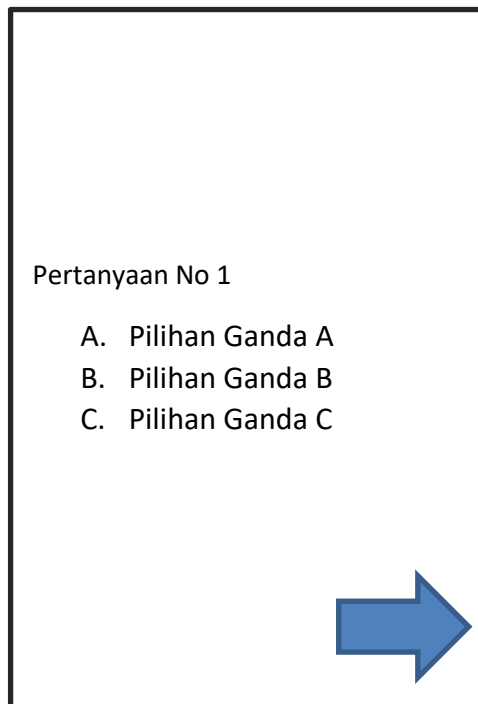 Pertanyaan No 1
A. Pilihan Ganda A
B. Pilihan Ganda B
C. Pilihan Ganda C